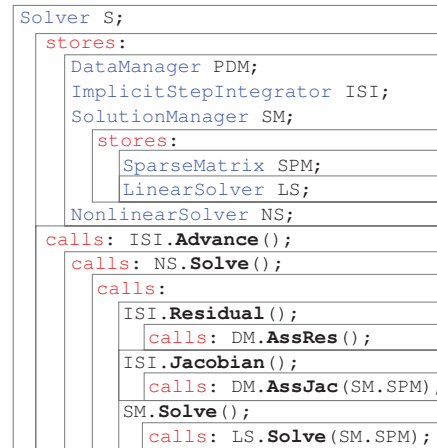 Solver S;
stores:
DataManager PDM;
ImplicitStepIntegrator ISI;
SolutionManager SM;
stores:
SparseMatrix SPM;
LinearSolver LS;
NonlinearSolver NS;
calls: ISI.Advance();
calls: NS.Solve();
calls:
ISI.Residual();
calls: DM.AssRes();
ISI.Jacobian();
calls: DM.AssJac(SM.SPM);
SM.Solve();
calls: LS.Solve(SM.SPM);